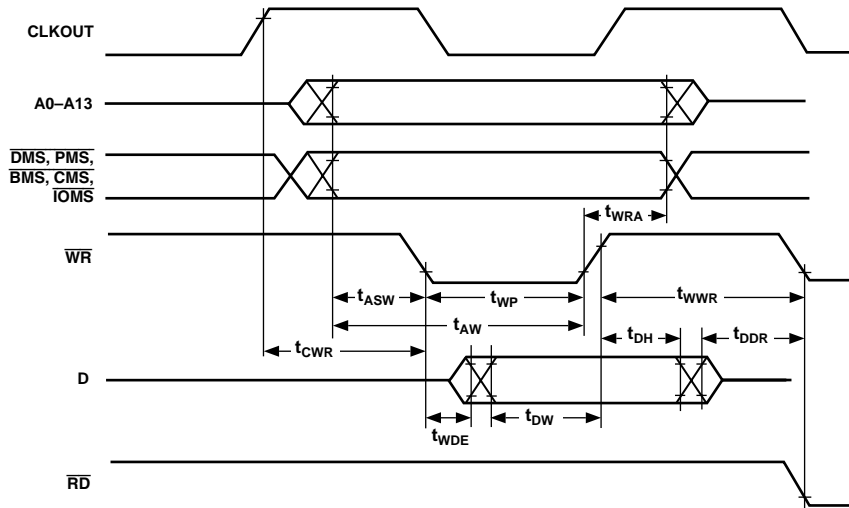 CLKOUT
A0–A13
DMS, PMS,
BMS, CMS,
IOMS
tWRA
WR
tASW
tWP
tWWR
tAW
tCWR
tDH
tDDR
D
tWDE
tDW
RD